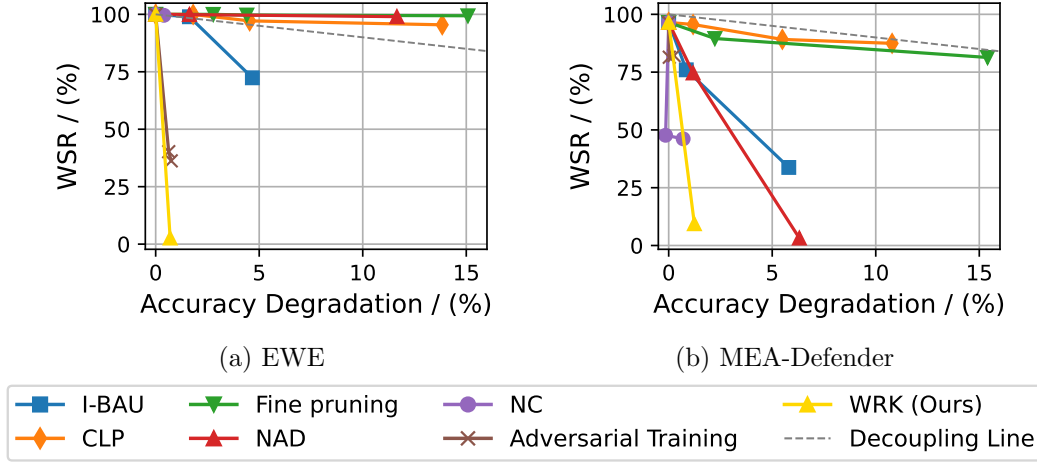 100
75
50
25
0
WSR / (%)
0 5 10 15
Accuracy Degradation / (%)
(a) EWE
100
75
50
25
0
WSR / (%)
0 5 10 15
Accuracy Degradation / (%)
(b) MEA-Defender
I-BAU Fine pruning NC WRK (Ours)
CLP NAD Adversarial Training Decoupling Line